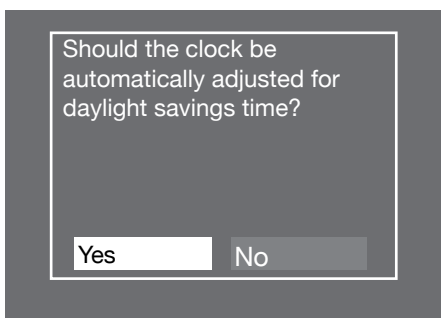 Should the clock be
automatically adjusted for
daylight savings time?
Yes
No